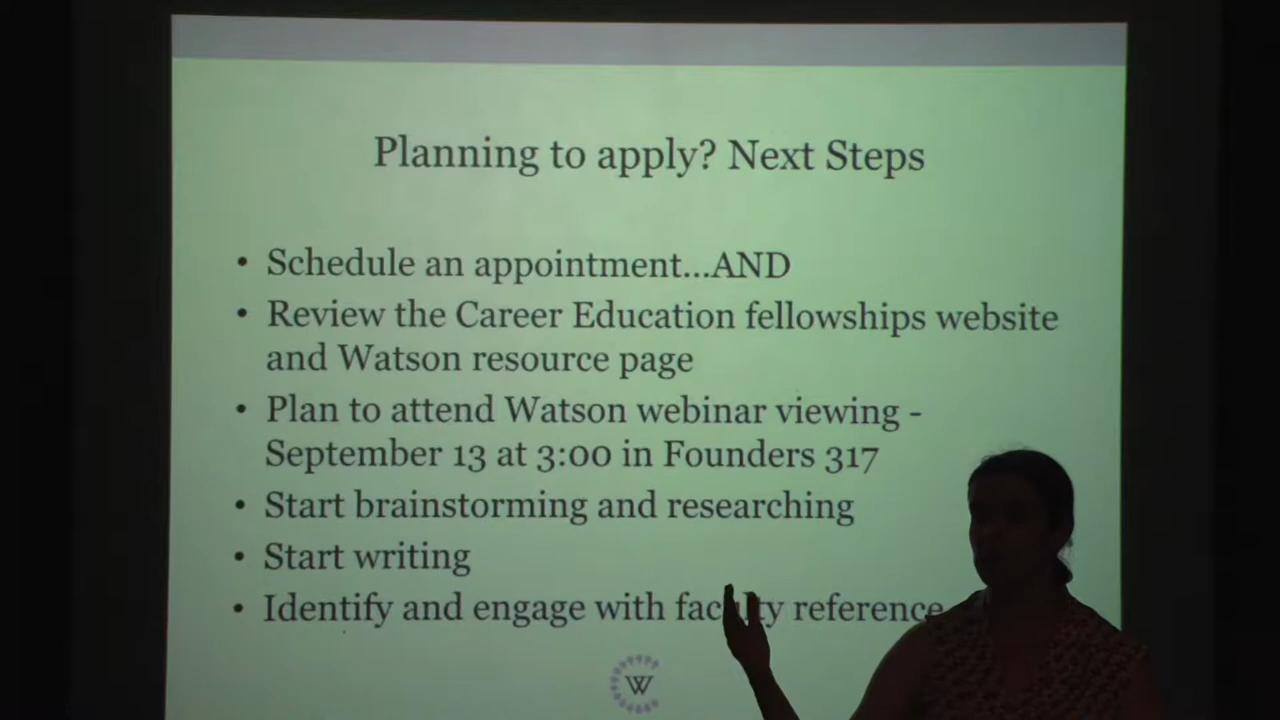 Planning to apply? Next Steps
• Schedule an appointment...AND
• Review the Career Education fellowships website
and Watson resource page
• Plan to attend Watson webinar viewing -
September 13 at 3:00 in Founders 317
• Start brainstorming and researching
• Start writing
• Identify and engage with faculty reference
W